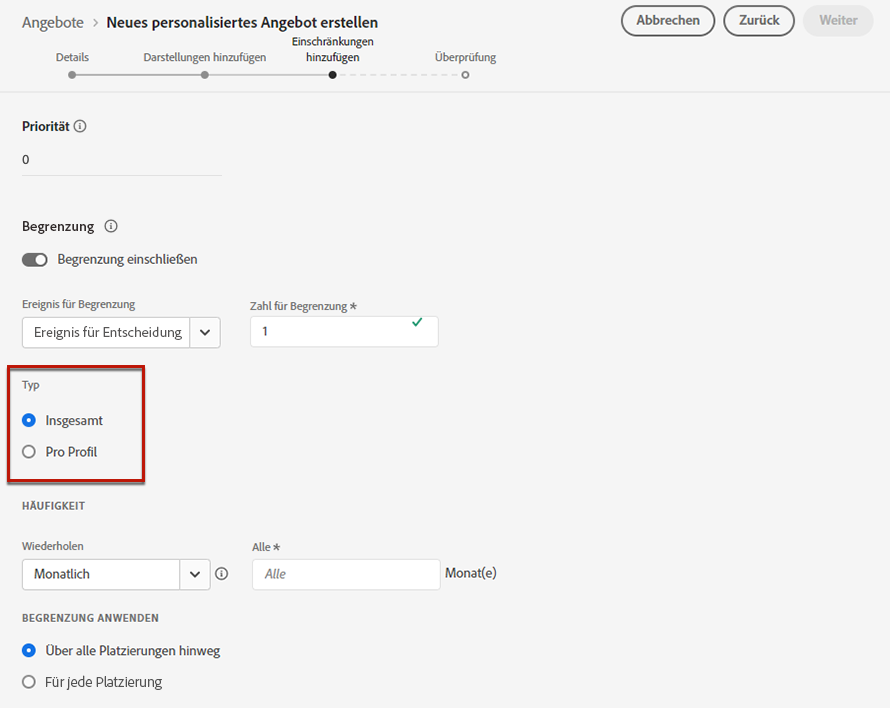 Angebote > Neues personalisiertes Angebot erstellen
Abbrechen
Zurück
Weiter
Details
Darstellungen hinzufügen
Einschränkungen
hinzufügen
Überprüfung
Priorität
0
Begrenzung
Begrenzung einschließen
Ereignis für Begrenzung
Zahl für Begrenzung *
Ereignis für Entscheidung
1
Typ
Insgesamt
Pro Profil
HÄUFIGKEIT
Wiederholen
Alle *
Monatlich
Alle
Monat(e)
BEGRENZUNG ANWENDEN
Über alle Platzierungen hinweg
Für jede Platzierung